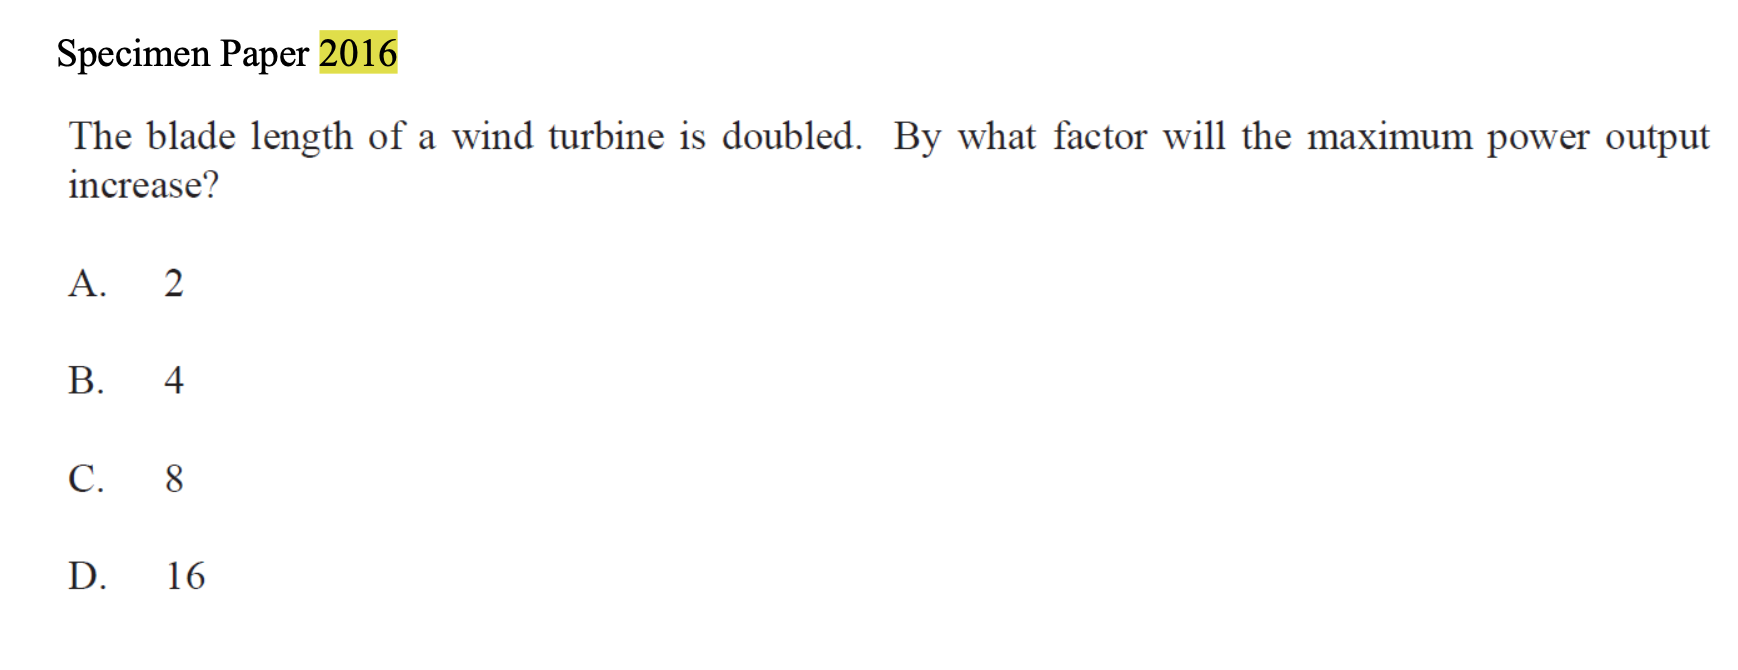 Specimen Paper 2016
The blade length of a wind turbine is doubled. By what factor will the maximum power output
increase?
A. 2
B. 4
C. 8
D. 16